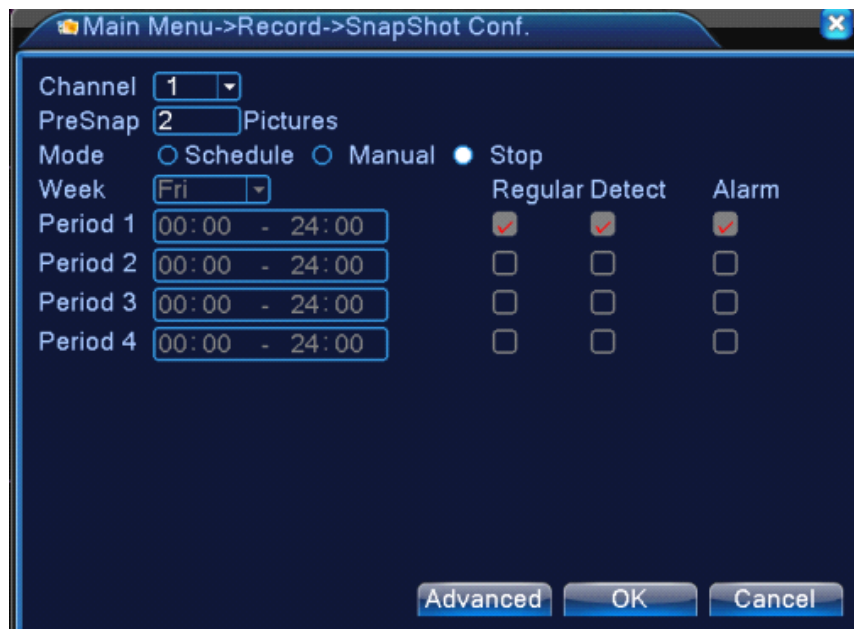 Main Menu->Record->SnapShot Conf.
Channel 1
PreSnap 2 Pictures
Mode Schedule Manual Stop
Week Fri Regular Detect Alarm
Period 1 00:00 - 24:00
Period 2 00:00 - 24:00
Period 3 00:00 - 24:00
Period 4 00:00 - 24:00
Advanced OK Cancel